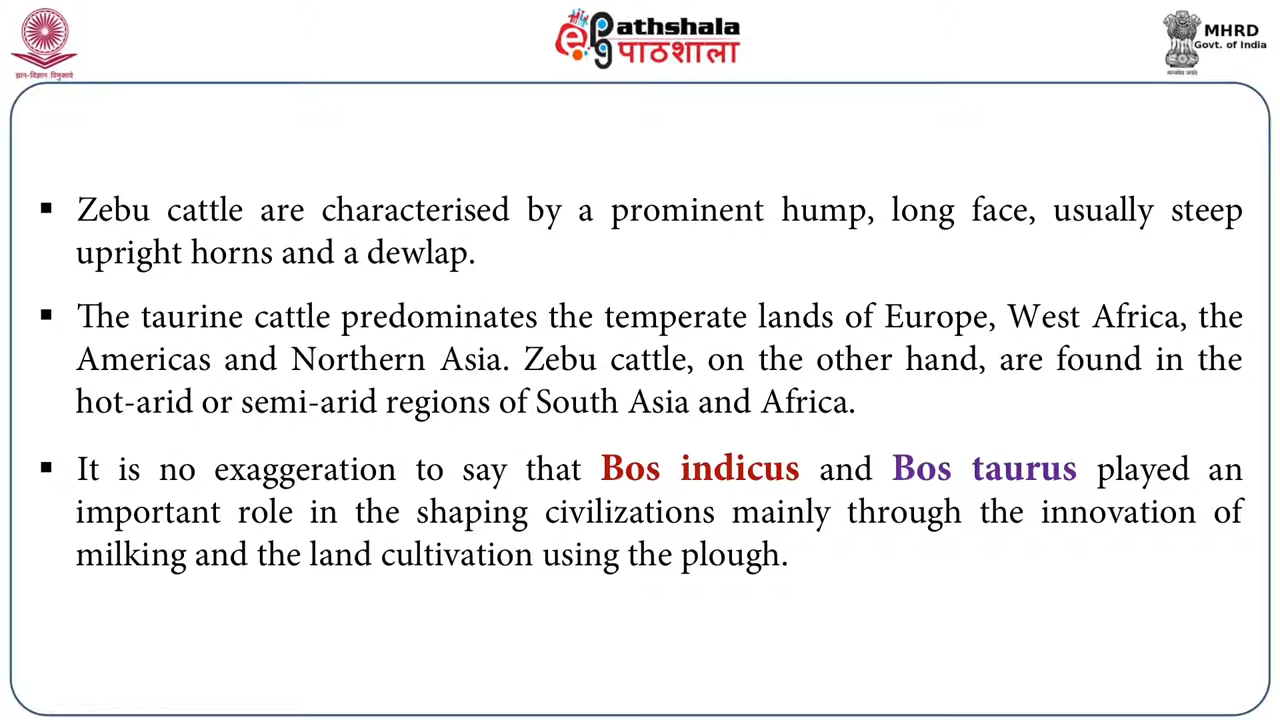 ज्ञान-विज्ञान विमुक्तये
ePathshala
पाठशाला
MHRD
Govt. of India
सत्यमेव जयते
▪ Zebu cattle are characterised by a prominent hump, long face, usually steep
upright horns and a dewlap.
▪ The taurine cattle predominates the temperate lands of Europe, West Africa, the
Americas and Northern Asia. Zebu cattle, on the other hand, are found in the
hot-arid or semi-arid regions of South Asia and Africa.
▪ It is no exaggeration to say that Bos indicus and Bos taurus played an
important role in the shaping civilizations mainly through the innovation of
milking and the land cultivation using the plough.